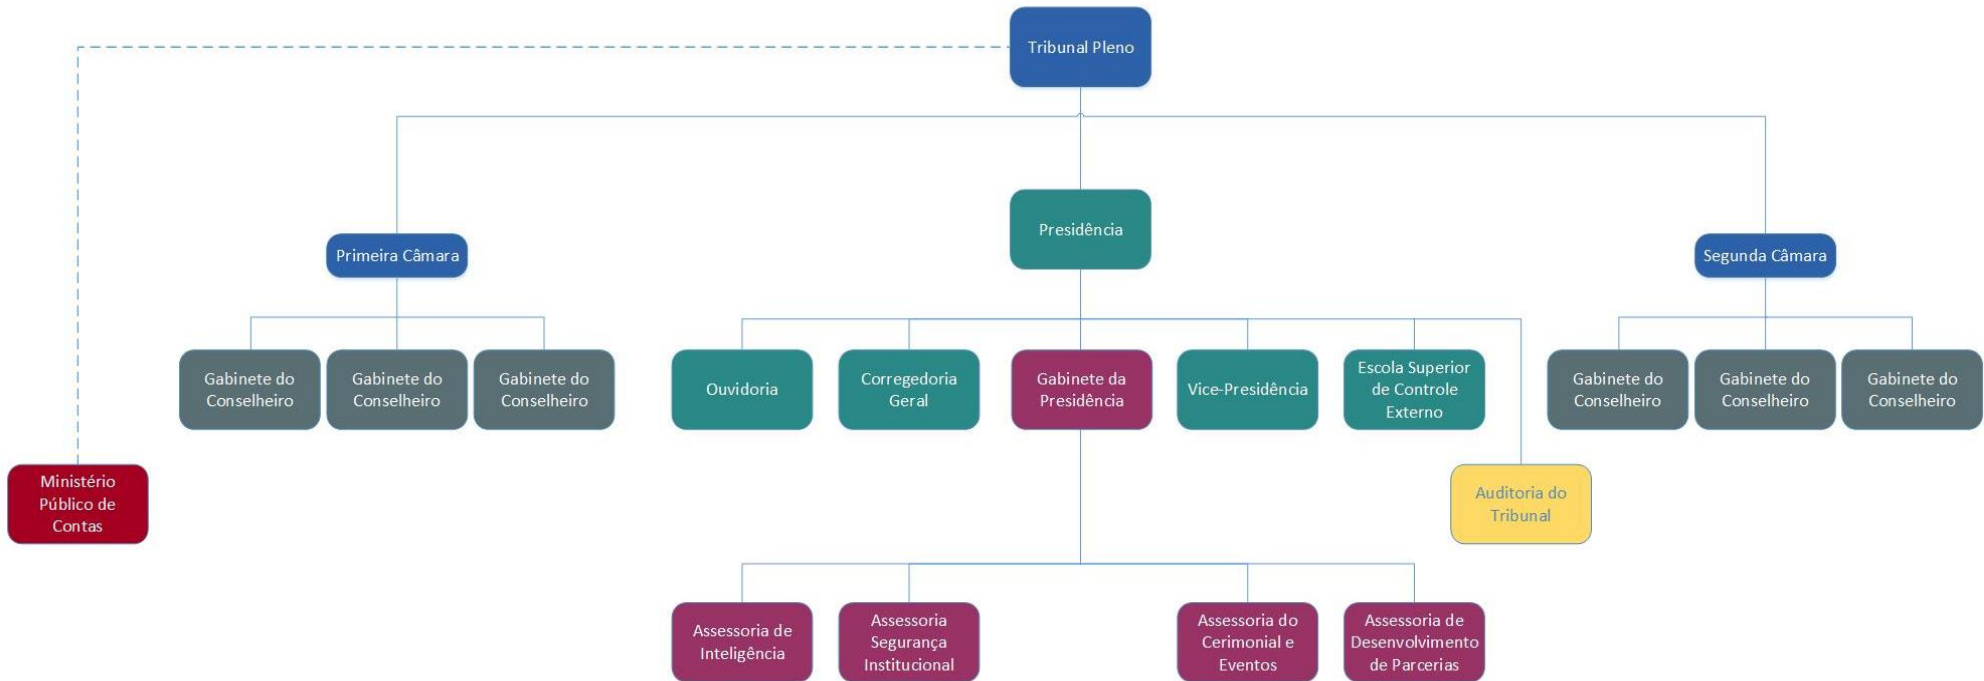 Tribunal Pleno
Presidência
Primeira Câmara
Segunda Câmara
Gabinete do
Conselheiro
Gabinete do
Conselheiro
Gabinete do
Conselheiro
Ouvidoria
Corregedoria
Geral
Gabinete da
Presidência
Vice-Presidência
Escola Superior
de Controle
Externo
Gabinete do
Conselheiro
Gabinete do
Conselheiro
Gabinete do
Conselheiro
Ministério
Público de
Contas
Auditoria do
Tribunal
Assessoria de
Inteligência
Assessoria
Segurança
Institucional
Assessoria do
Cerimonial e
Eventos
Assessoria de
Desenvolvimento
de Parcerias